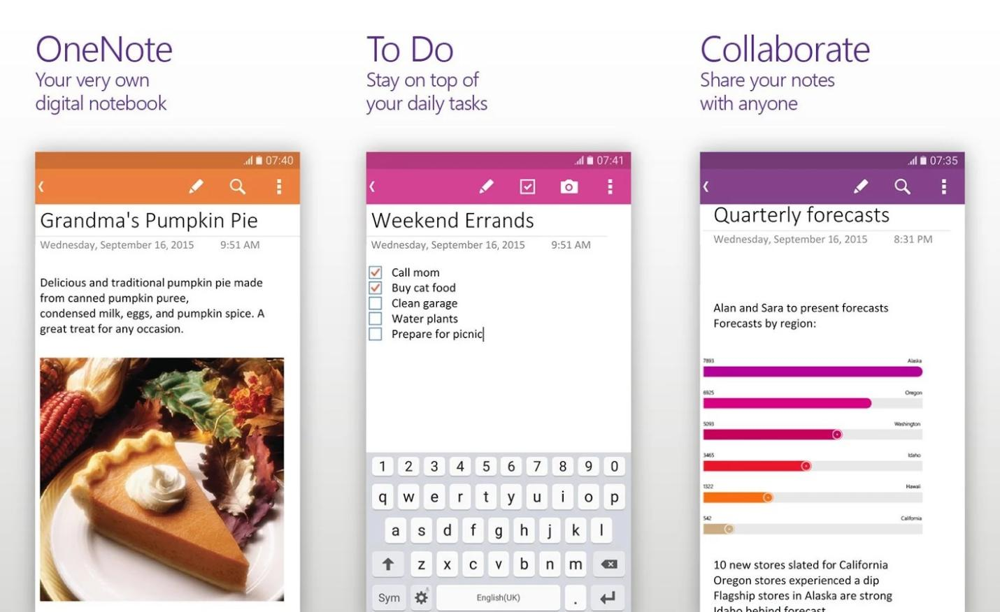 OneNote
Your very own
digital notebook
07:40
Grandma's Pumpkin Pie
Wednesday, September 16, 2015 9:51 AM
Delicious and traditional pumpkin pie made
from canned pumpkin puree,
condensed milk, eggs, and pumpkin spice. A
great treat for any occasion.
To Do
Stay on top of
your daily tasks
07:41
Weekend Errands
Wednesday, September 16, 2015 9:51 AM
Call mom
Buy cat food
Clean garage
Water plants
Prepare for picnic
1 2 3 4 5 6 7 8 9 0
q w e r t y u i o p
a s d f g h j k l
z x c v b n m
Sym English(UK) .
Collaborate
Share your notes
with anyone
07:35
Quarterly forecasts
Wednesday, September 16, 2015 8:31 PM
Alan and Sara to present forecasts
Forecasts by region:
7893 Alaska
6925 Oregon
5093 Washington
3465 Idaho
1322 Hawaii
542 California
10 new stores slated for California
Oregon stores experienced a dip
Flagship stores in Alaska are strong
Idaho behind forecast